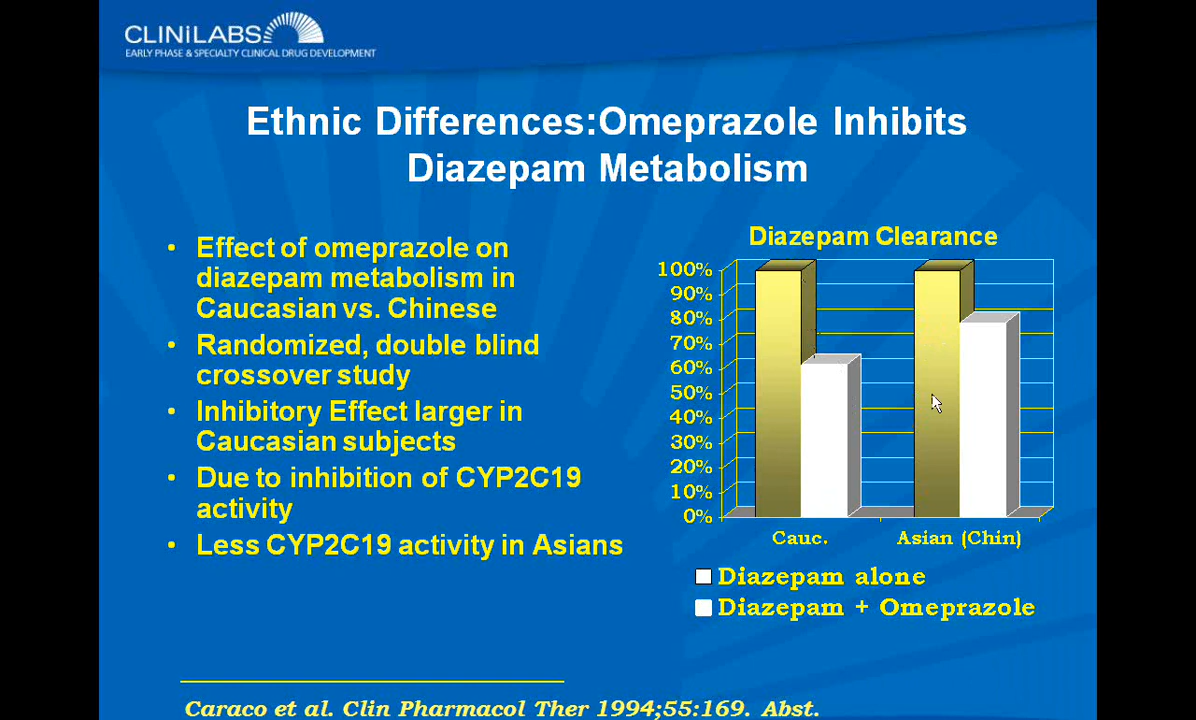 CLINILABS
EARLY PHASE & SPECIALTY CLINICAL DRUG DEVELOPMENT
Ethnic Differences:Omeprazole Inhibits
Diazepam Metabolism
• Effect of omeprazole on
diazepam metabolism in
Caucasian vs. Chinese
• Randomized, double blind
crossover study
• Inhibitory Effect larger in
Caucasian subjects
• Due to inhibition of CYP2C19
activity
• Less CYP2C19 activity in Asians
Diazepam Clearance
100%
90%
80%
70%
60%
50%
40%
30%
20%
10%
0%
Cauc. Asian (Chin)
Diazepam alone
Diazepam + Omeprazole
Caraco et al. Clin Pharmacol Ther 1994;55:169. Abst.